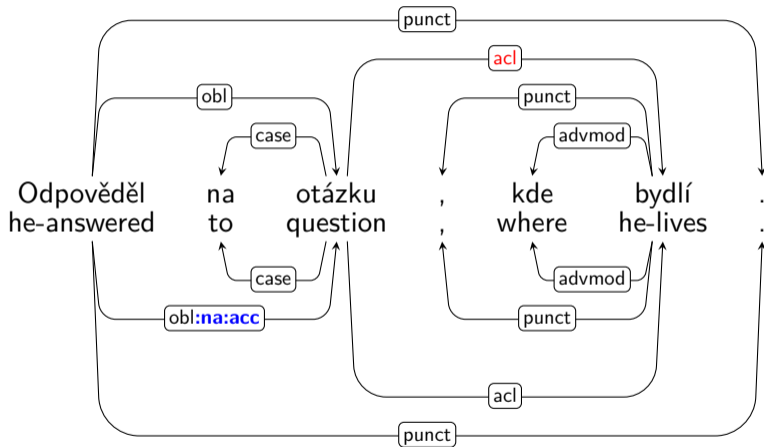 punct
acl
obl
punct
case
advmod
Odpověděl na otázku , kde bydlí .
he-answered to question , where he-lives .
case
advmod
obl:na:acc
punct
acl
punct